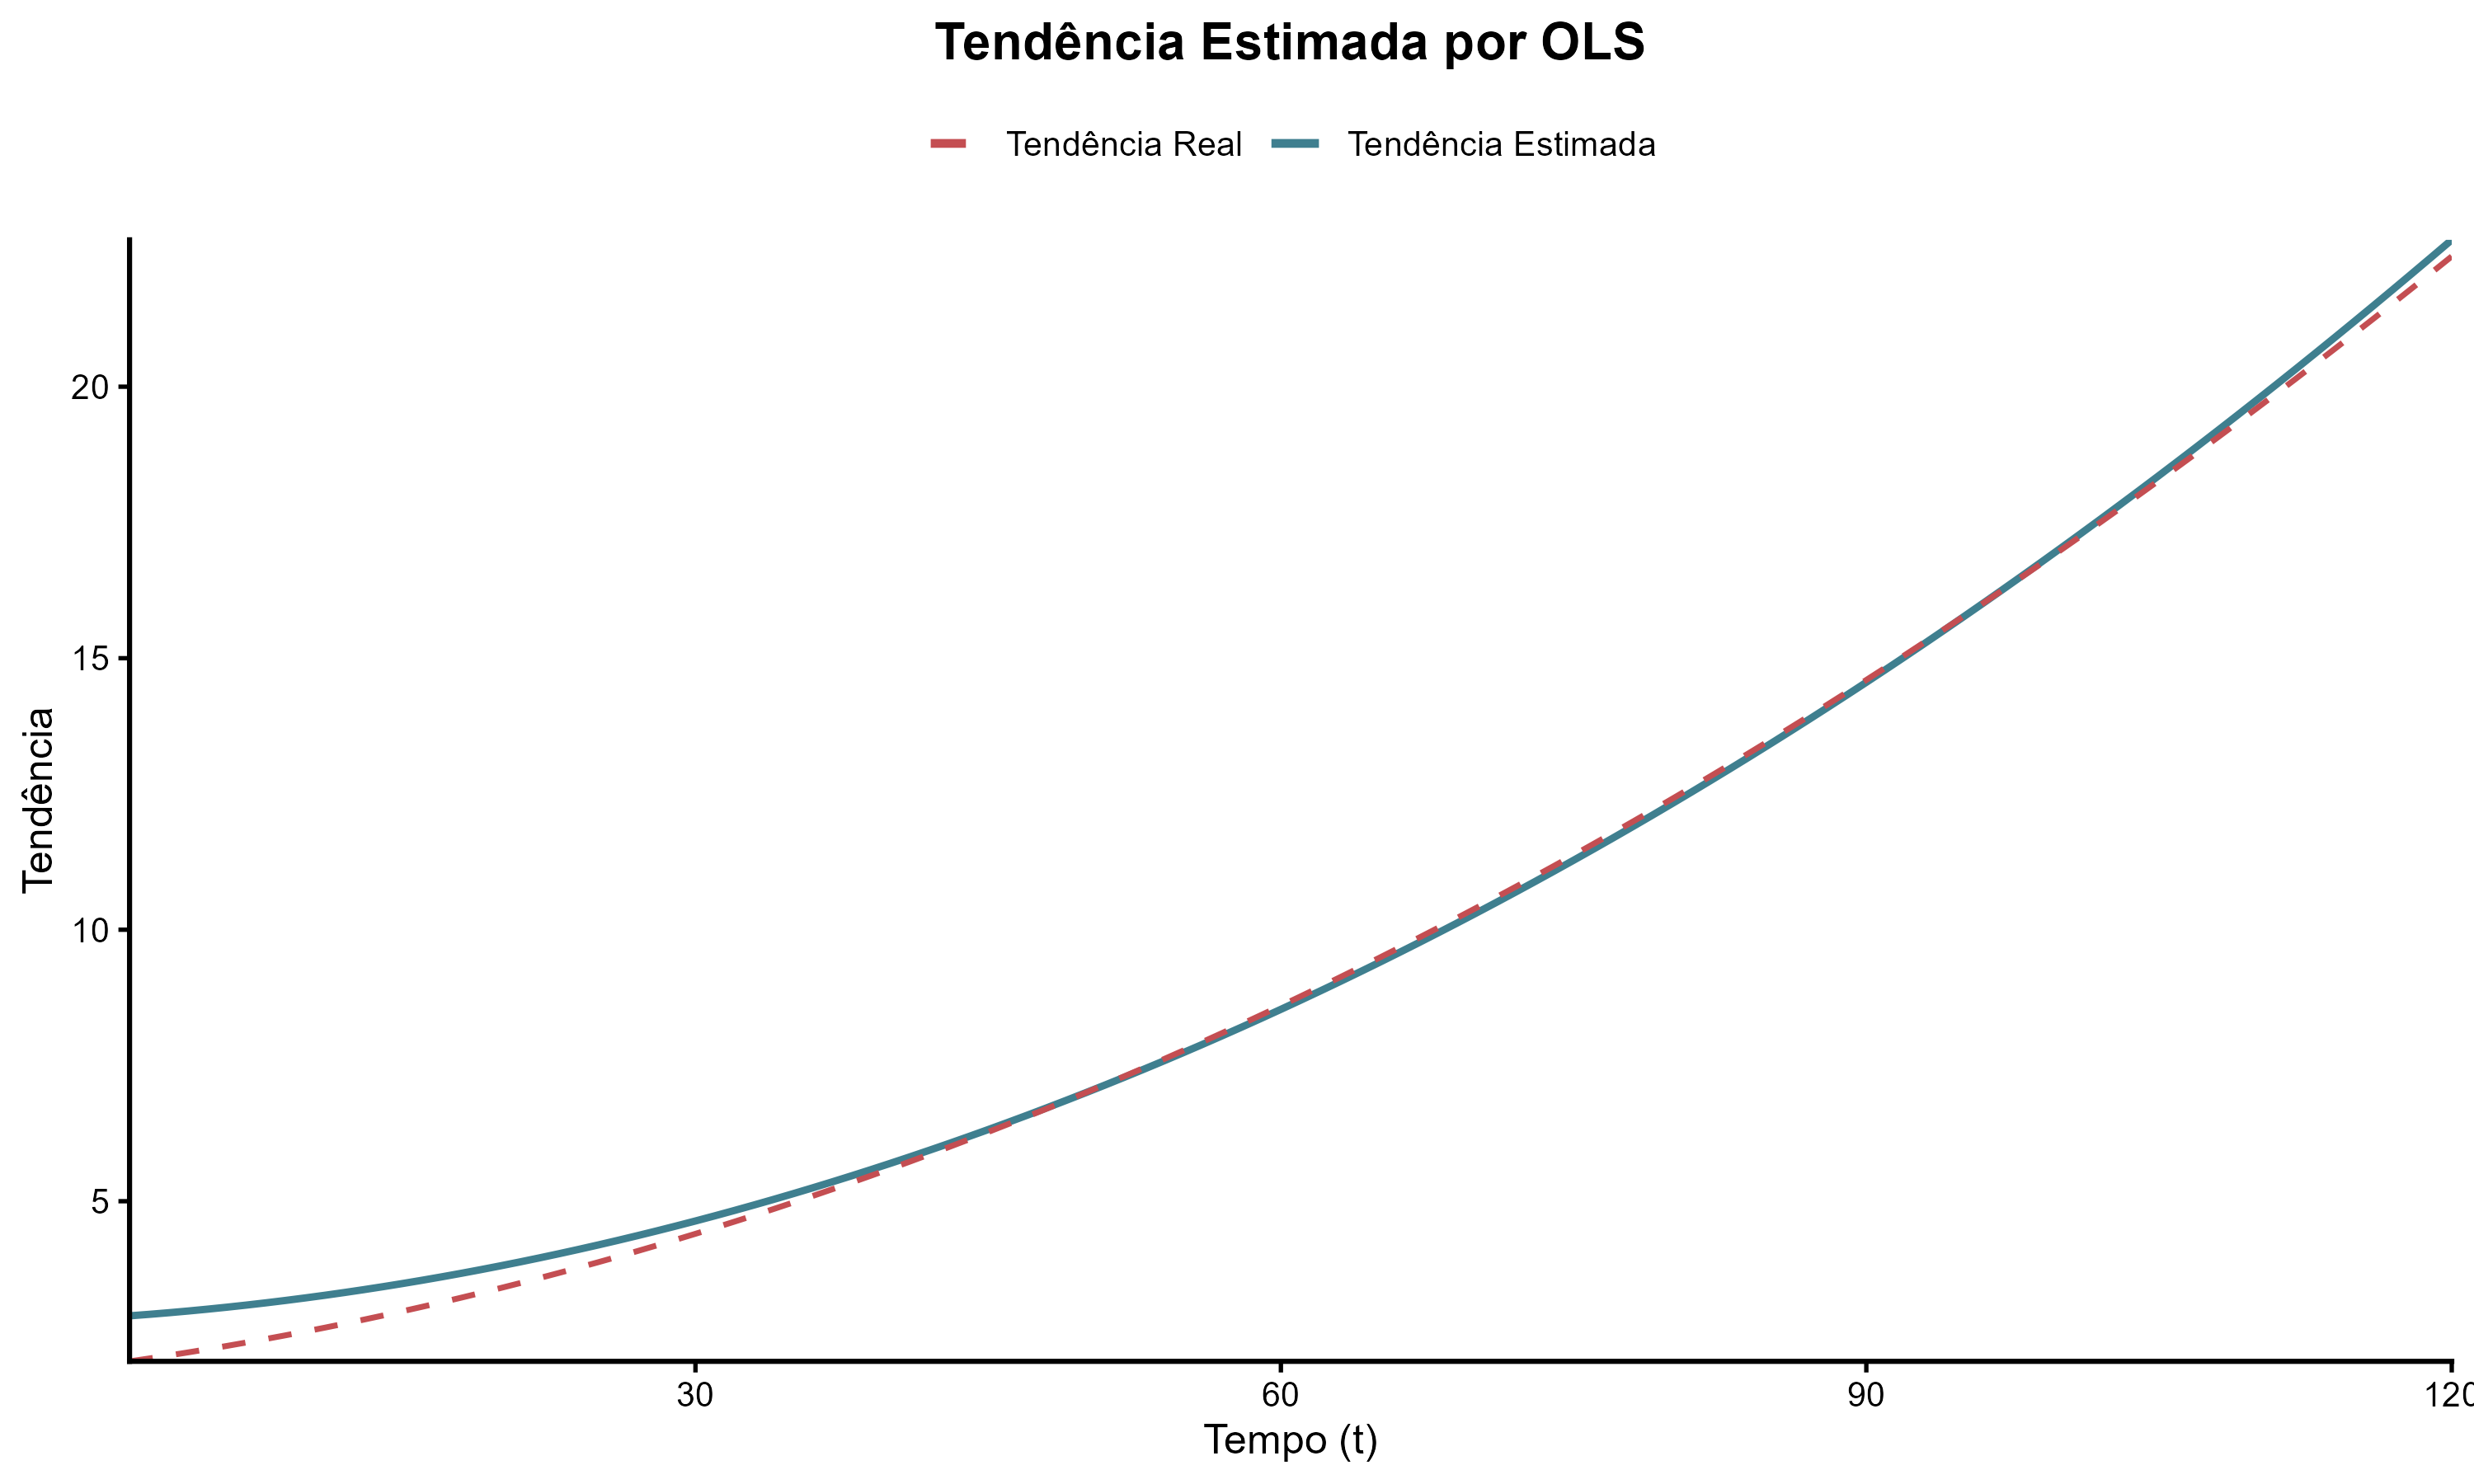 Tendência Estimada por OLS
Tendência Real Tendência Estimada
20
15
10
5
Tendência
30 60 90 120
Tempo (t)